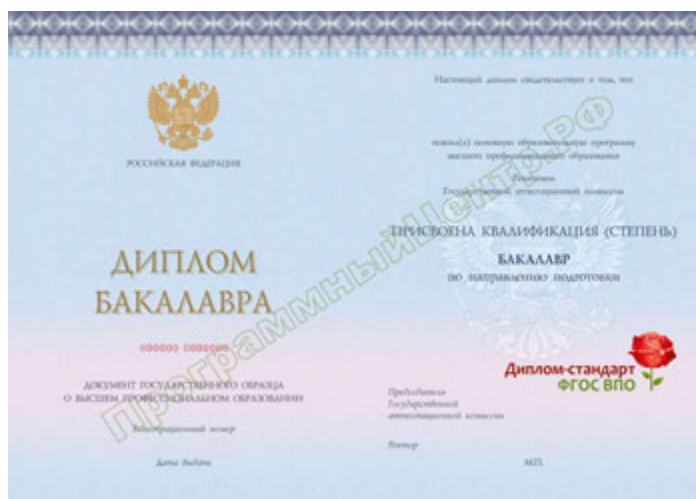 РОССИЙСКАЯ ФЕДЕРАЦИЯ
ДИПЛОМ
БАКАЛАВРА
000000 0000000
ДОКУМЕНТ ГОСУДАРСТВЕННОГО ОБРАЗЦА
О ВЫСШЕМ ПРОФЕССИОНАЛЬНОМ ОБРАЗОВАНИИ
Регистрационный номер
Дата выдачи
Настоящий диплом свидетельствует о том, что
освоил(а) основную образовательную программу
высшего профессионального образования
Решением
Государственной аттестационной комиссии
ПРИСВОЕНА КВАЛИФИКАЦИЯ (СТЕПЕНЬ)
БАКАЛАВР
по направлению подготовки
Диплом-стандарт
ФГОС ВПО
Председатель
Государственной
аттестационной комиссии
Ректор
М.П.
ПрограммныйЦентр.РФ